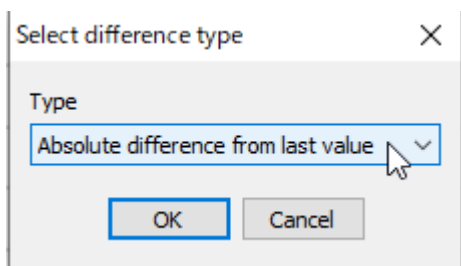 Select difference type
Type
Absolute difference from last value
OK
Cancel